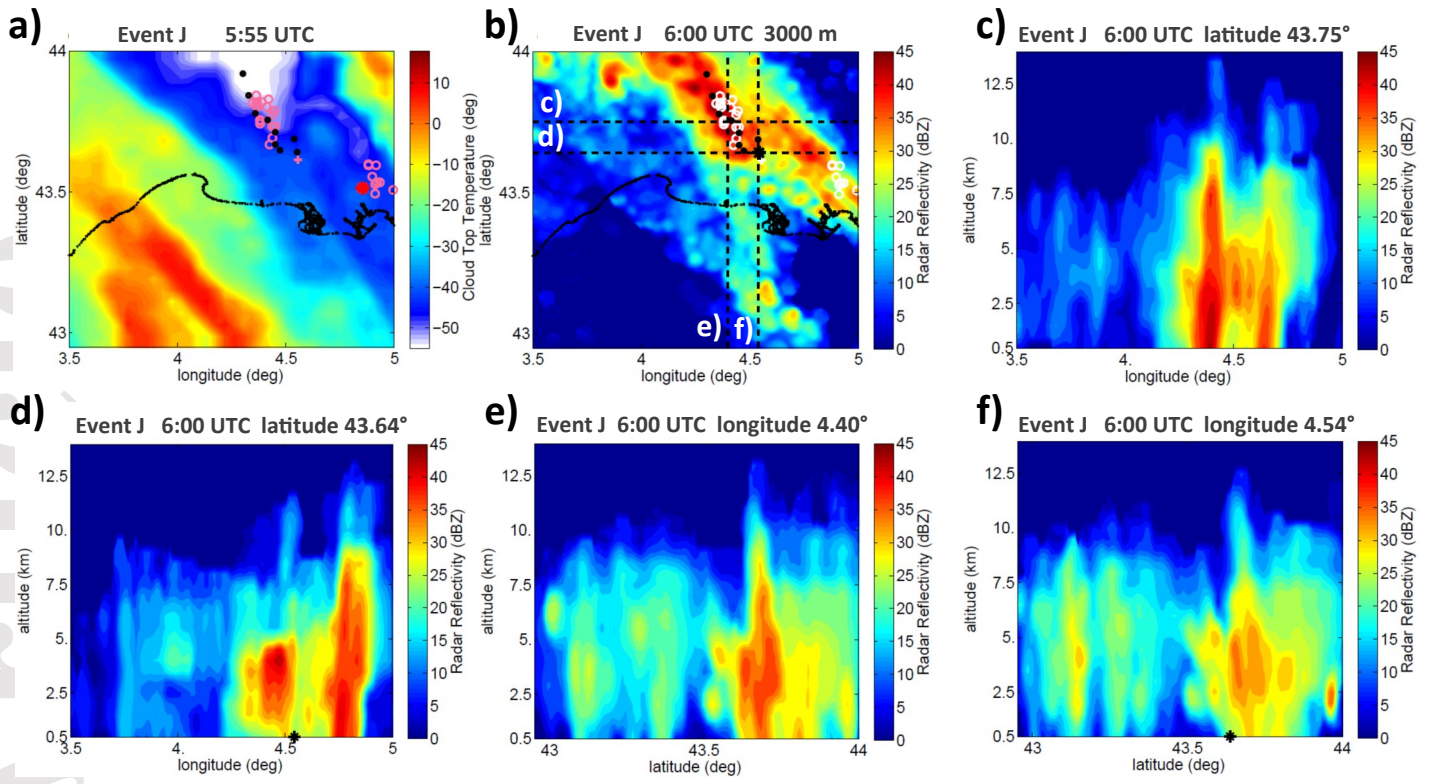 a) Event J 5:55 UTC
44
43.5
43
3.5 4 4.5 5
latitude (deg)
longitude (deg)
10
0
−10
−20
−30
−40
−50
Cloud Top Temperature (deg)
b) Event J 6:00 UTC 3000 m
44
43.5
43
3.5 4 4.5 5
latitude (deg)
longitude (deg)
c)
d)
e) f)
45
40
35
30
25
20
15
10
5
0
Radar Reflectivity (dBZ)
c) Event J 6:00 UTC latitude 43.75°
12.5
10.
7.5
5.
2.5
0.5
3.5 4. 4.5 5
altitude (km)
longitude (deg)
45
40
35
30
25
20
15
10
5
0
Radar Reflectivity (dBZ)
d) Event J 6:00 UTC latitude 43.64°
12.5
10.
7.5
5.
2.5
0.5
3.5 4. 4.5 5
altitude (km)
longitude (deg)
45
40
35
30
25
20
15
10
5
0
Radar Reflectivity (dBZ)
e) Event J 6:00 UTC longitude 4.40°
12.5
10.
7.5
5.
2.5
0.5
43 43.5 44
altitude (km)
latitude (deg)
45
40
35
30
25
20
15
10
5
0
Radar Reflectivity (dBZ)
f) Event J 6:00 UTC longitude 4.54°
12.5
10.
7.5
5.
2.5
0.5
43 43.5 44
altitude (km)
latitude (deg)
45
40
35
30
25
20
15
10
5
0
Radar Reflectivity (dBZ)